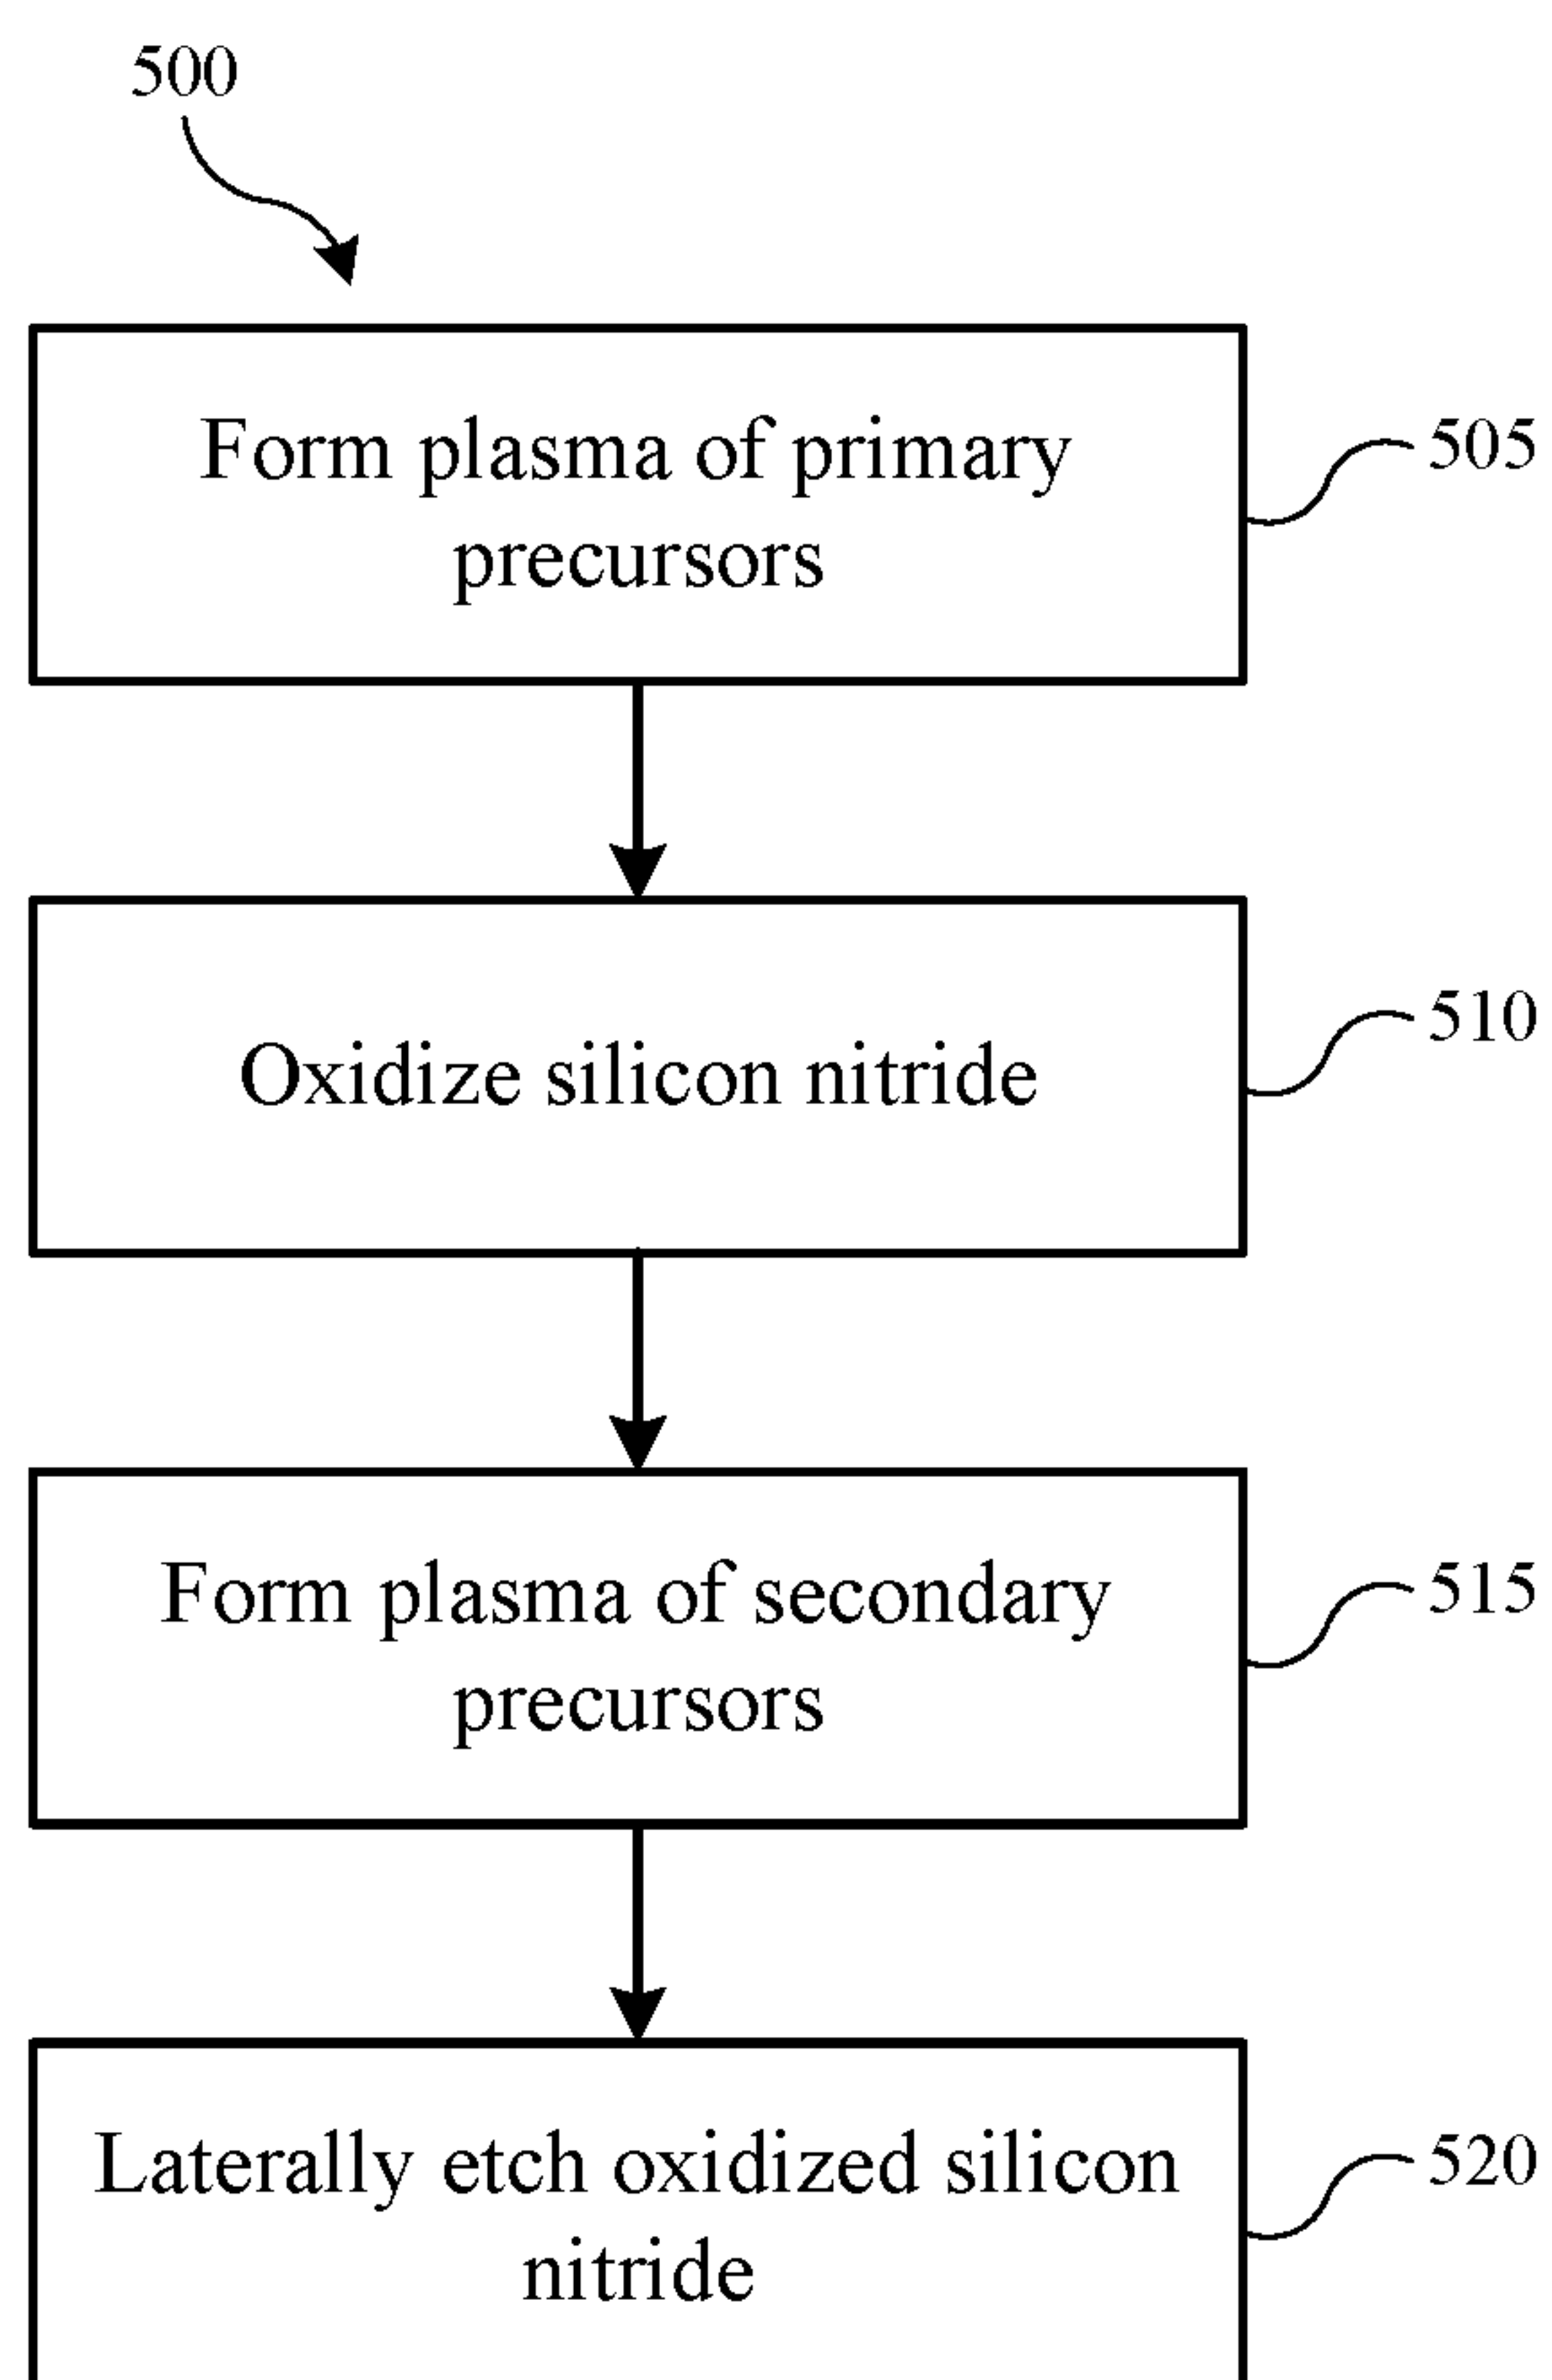 500
Form plasma of primary
precursors
505
Oxidize silicon nitride
510
Form plasma of secondary
precursors
515
Laterally etch oxidized silicon
nitride
520